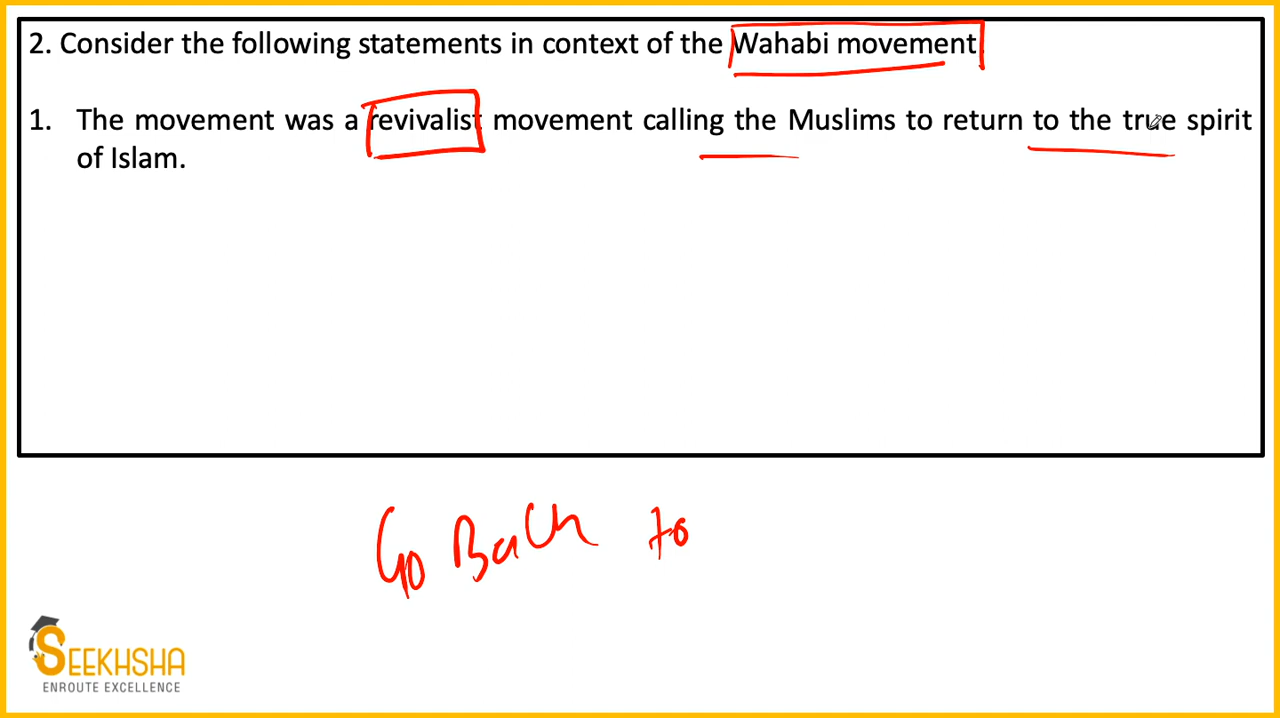 2. Consider the following statements in context of the Wahabi movement
1. The movement was a revivalist movement calling the Muslims to return to the true spirit
of Islam.
Go Back to
SEEKHSHA
ENROUTE EXCELLENCE